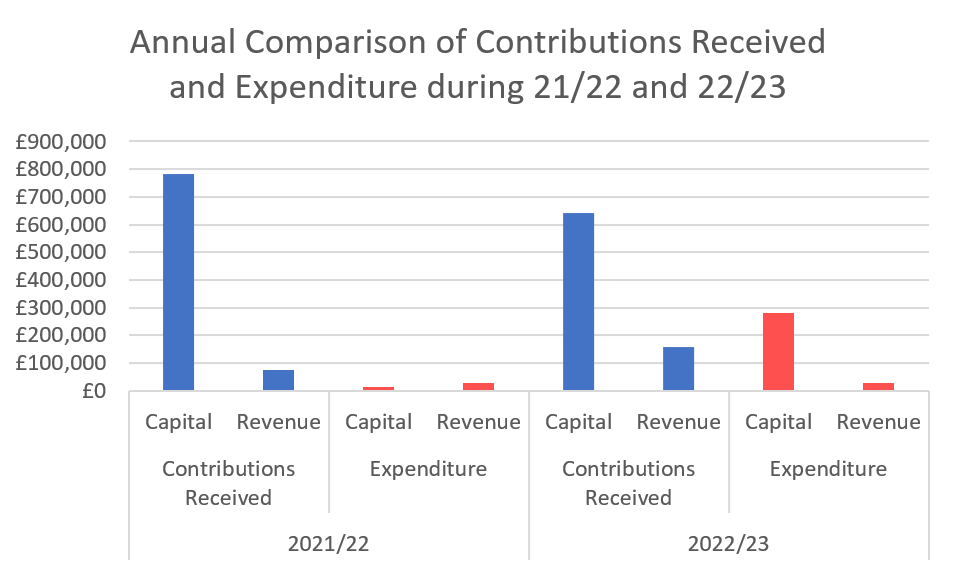 Annual Comparison of Contributions Received
and Expenditure during 21/22 and 22/23
£900,000
£800,000
£700,000
£600,000
£500,000
£400,000
£300,000
£200,000
£100,000
£0
Capital Revenue Capital Revenue Capital Revenue Capital Revenue
Contributions Expenditure Contributions Expenditure
Received Received
2021/22 2022/23